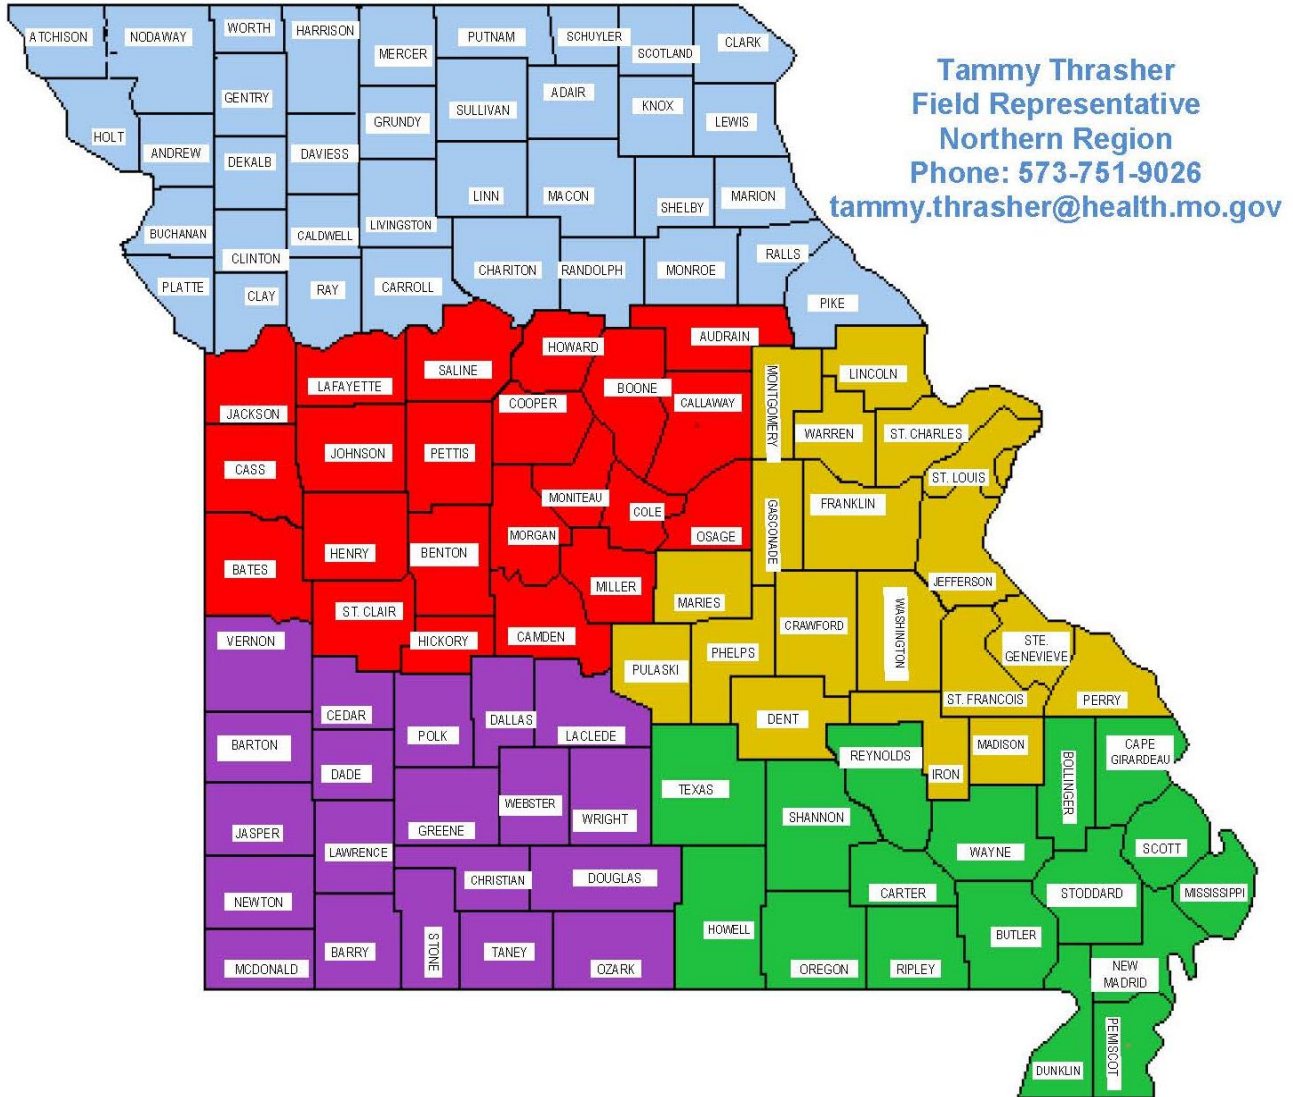 ATCHISON
NODAWAY
WORTH
HARRISON
MERCER
PUTNAM
SCHUYLER
SCOTLAND
CLARK
Tammy Thrasher
Field Representative
Northern Region
Phone: 573-751-9026
tammy.thrasher@health.mo.gov
GENTRY
SULLIVAN
ADAIR
KNOX
HOLT
GRUNDY
LEWIS
ANDREW
DEKALB
DAVIESS
LINN
MACON
SHELBY
MARION
BUCHANAN
CALDWELL
LIVINGSTON
CLINTON
CHARITON
RANDOLPH
MONROE
RALLS
PLATTE
CLAY
RAY
CARROLL
PIKE
AUDRAIN
HOWARD
SALINE
LAFAYETTE
BOONE
LINCOLN
MONTGOMERY
JACKSON
COOPER
CALLAWAY
WARREN
ST. CHARLES
CASS
JOHNSON
PETTIS
ST. LOUIS
MONITEAU
COLE
FRANKLIN
GASCONADE
BATES
HENRY
BENTON
MORGAN
OSAGE
MILLER
JEFFERSON
MARIES
ST. CLAIR
CRAWFORD
WASHINGTON
VERNON
HICKORY
CAMDEN
PULASKI
PHELPS
STE.
GENEVIEVE
CEDAR
DALLAS
DENT
ST. FRANCOIS
PERRY
BARTON
POLK
LACLEDE
MADISON
CAPE
GIRARDEAU
DADE
REYNOLDS
IRON
BOLLINGER
TEXAS
WEBSTER
WRIGHT
JASPER
GREENE
SHANNON
LAWRENCE
WAYNE
SCOTT
CHRISTIAN
DOUGLAS
CARTER
STODDARD
MISSISSIPPI
NEWTON
HOWELL
BUTLER
MCDONALD
BARRY
STONE
TANEY
OZARK
OREGON
RIPLEY
NEW
MADRID
DUNKLIN
PEMISCOT